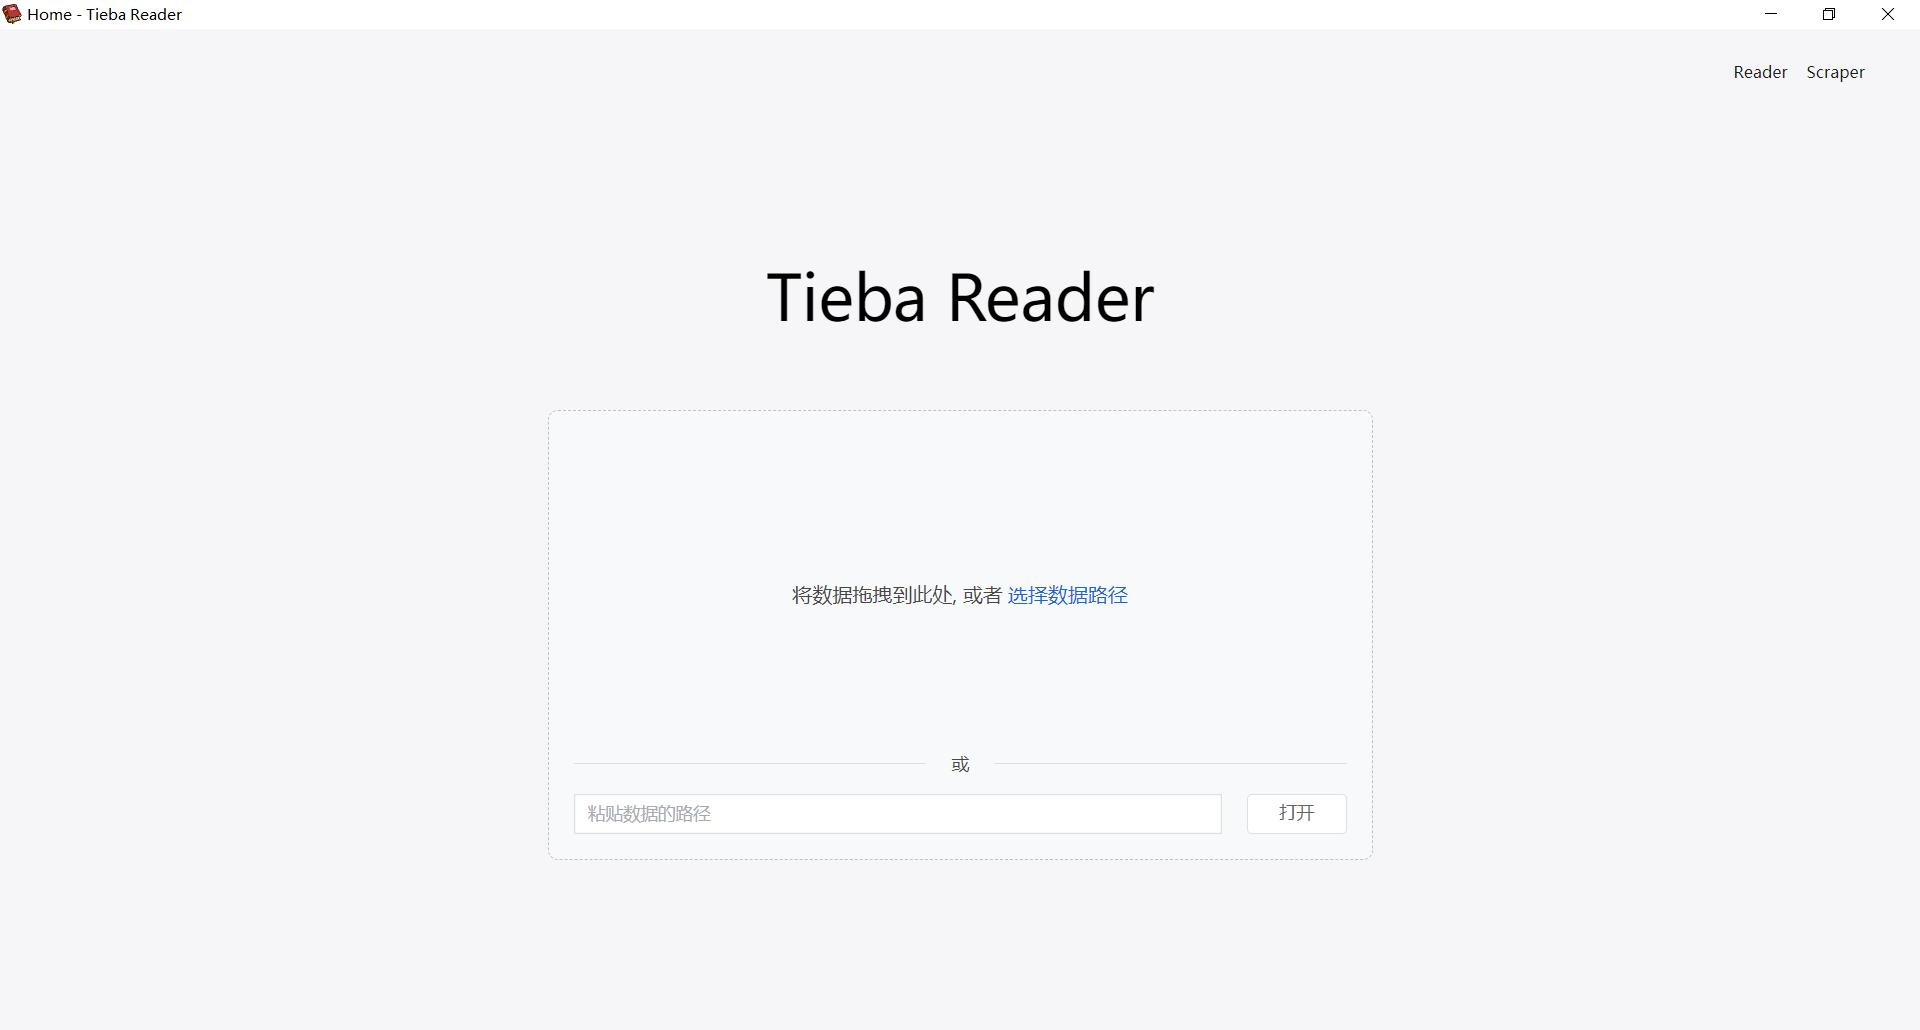 Home - Tieba Reader
Reader Scraper
Tieba Reader
将数据拖拽到此处, 或者 选择数据路径
或
粘贴数据的路径 打开